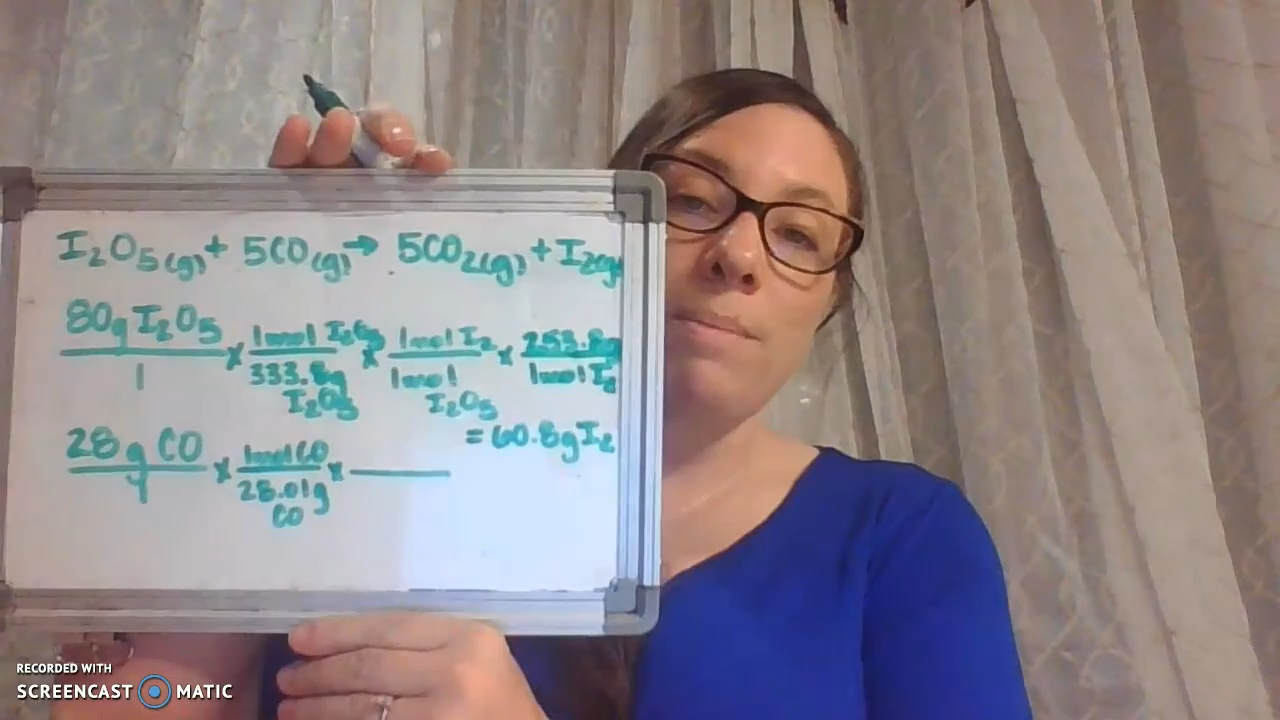 I2O5(g) + 5CO(g) → 5CO2(g) + I2(g)
80g I2O5 / 1 x 1mol I2O5 / 333.8g I2O5 x 1mol I2 / 1mol I2O5 x 253.8g / 1mol I2
= 60.8g I2
28g CO / 1 x 1mol CO / 28.01g CO x
RECORDED WITH
SCREENCAST MATIC